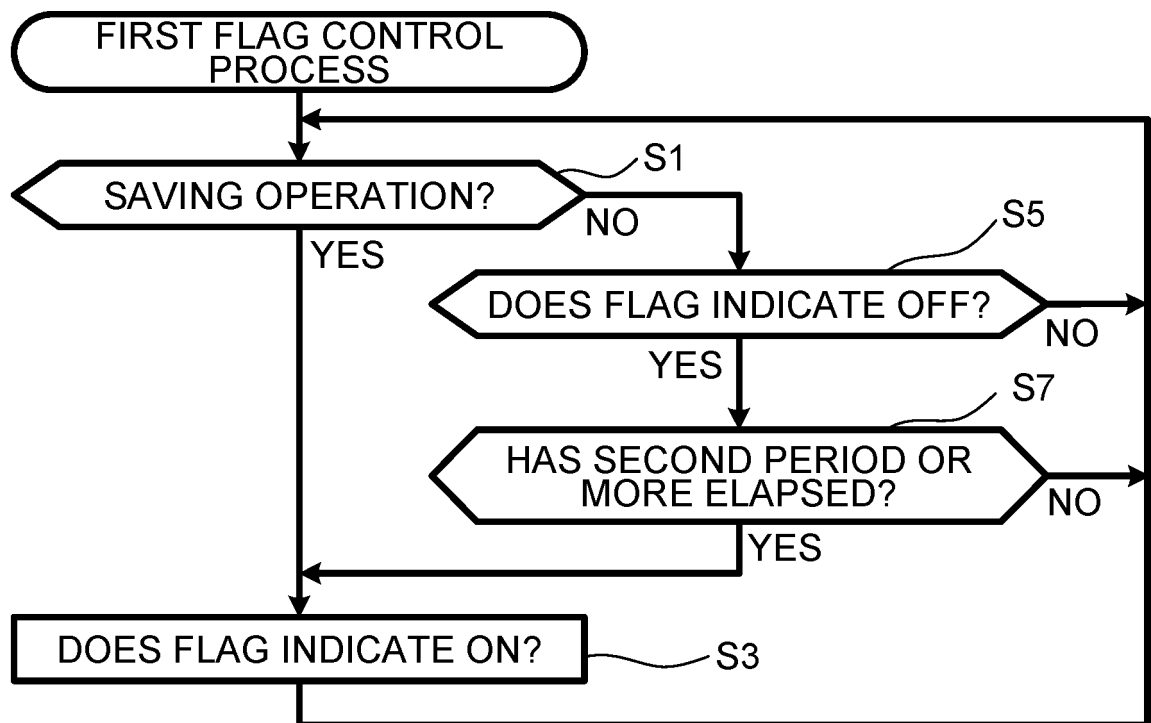 FIRST FLAG CONTROL
PROCESS
S1
SAVING OPERATION?
NO
YES
S5
DOES FLAG INDICATE OFF?
NO
YES
S7
HAS SECOND PERIOD OR
MORE ELAPSED?
NO
YES
DOES FLAG INDICATE ON?
S3